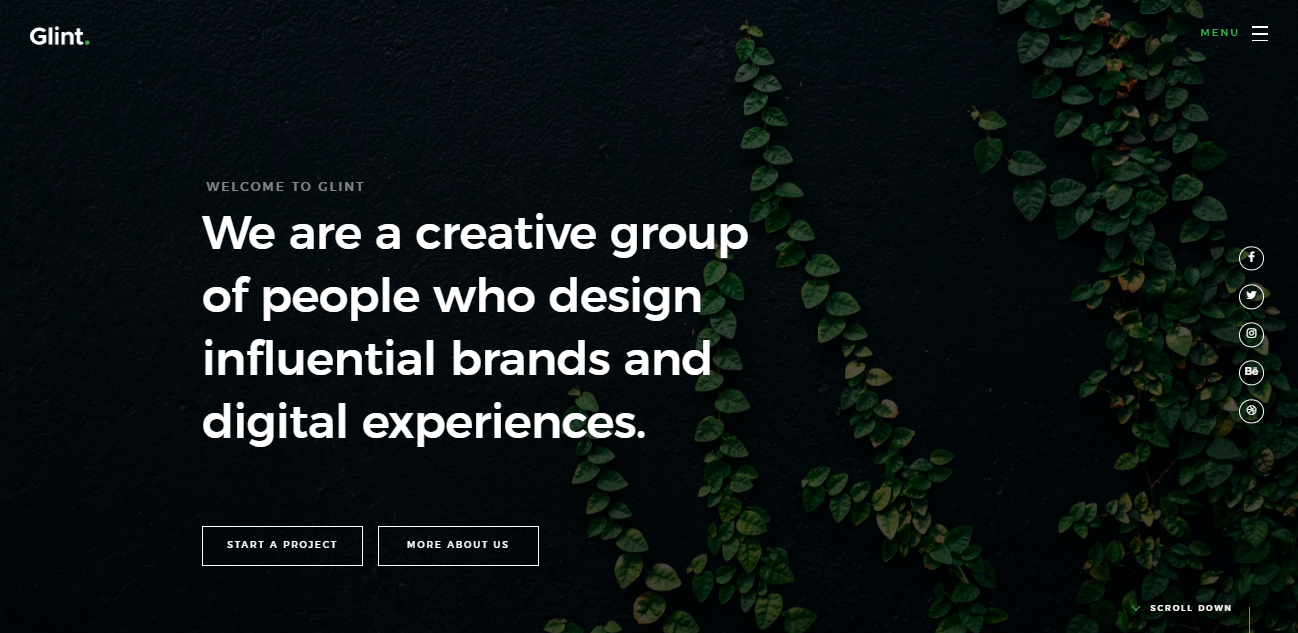 Glint.
MENU
WELCOME TO GLINT
We are a creative group
of people who design
influential brands and
digital experiences.
START A PROJECT
MORE ABOUT US
SCROLL DOWN